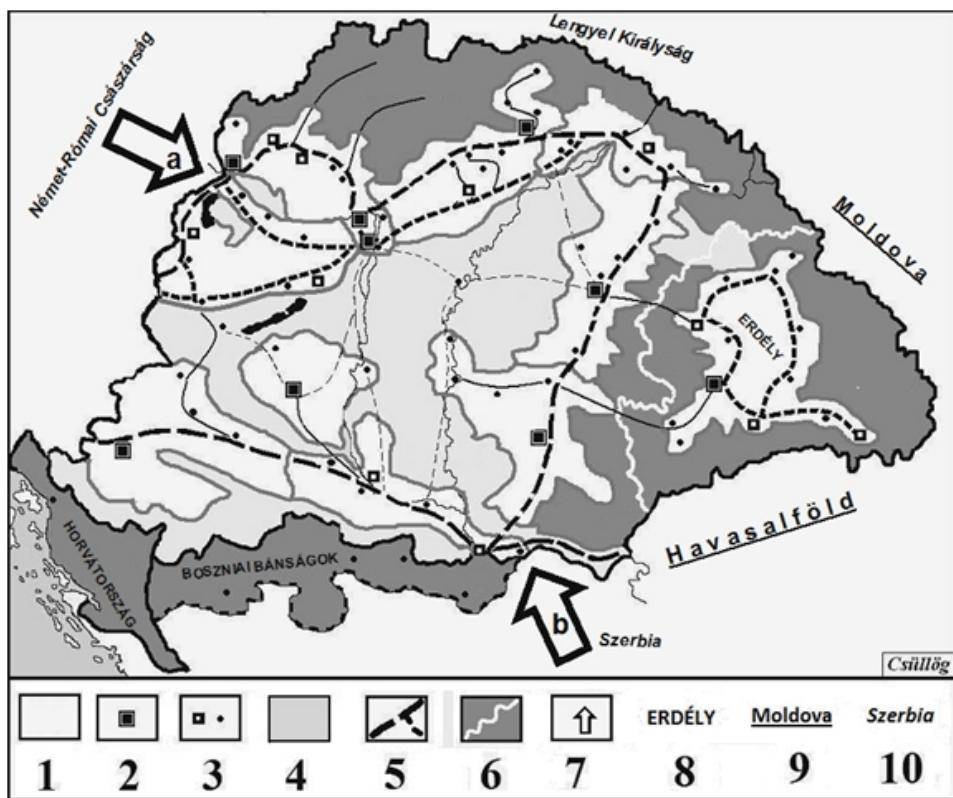 Lengyel Királyság
Német-Római Császárság
a
Moldova
ERDÉLY
Havasalföld
HORVÁTORSZÁG
BOSZNIAI BÁNSÁGOK
b
Szerbia
Csüllög
ERDÉLY Moldova Szerbia
1 2 3 4 5 6 7 8 9 10